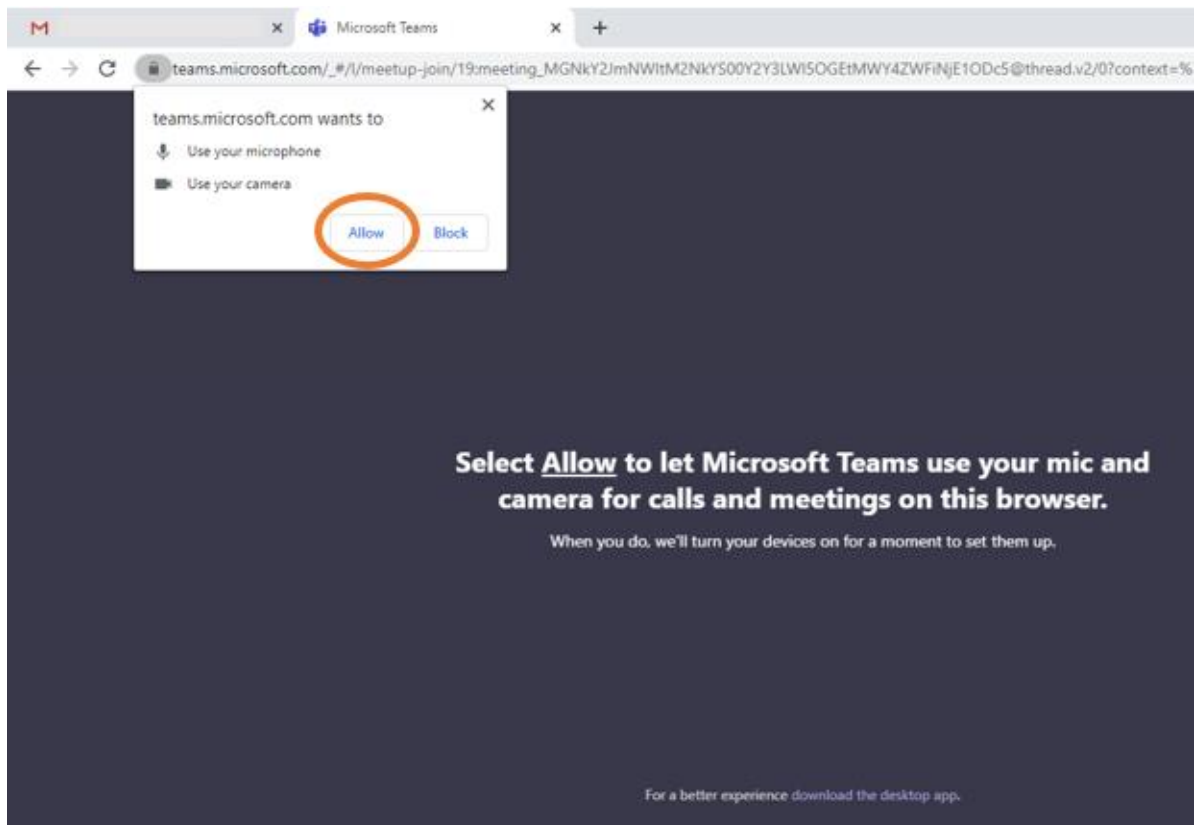 Microsoft Teams
teams.microsoft.com/_#/l/meetup-join/19:meeting_MGNkY2JmNWItM2NkYS00Y2Y3LWI5OGEtMWY4ZWFiNjE1ODc5@thread.v2/0?context=%
teams.microsoft.com wants to
Use your microphone
Use your camera
Allow Block
Select Allow to let Microsoft Teams use your mic and
camera for calls and meetings on this browser.
When you do, we'll turn your devices on for a moment to set them up.
For a better experience download the desktop app.